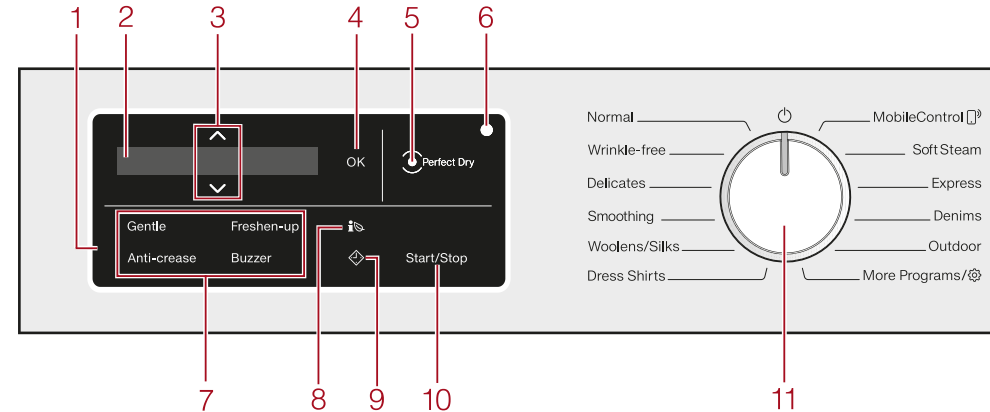 1 2 3 4 5 6
OK
Perfect Dry
Gentle Freshen-up
Anti-crease Buzzer
Start/Stop
7 8 9 10 11
Normal
Wrinkle-free
Delicates
Smoothing
Woolens/Silks
Dress Shirts
MobileControl
Soft Steam
Express
Denims
Outdoor
More Programs/